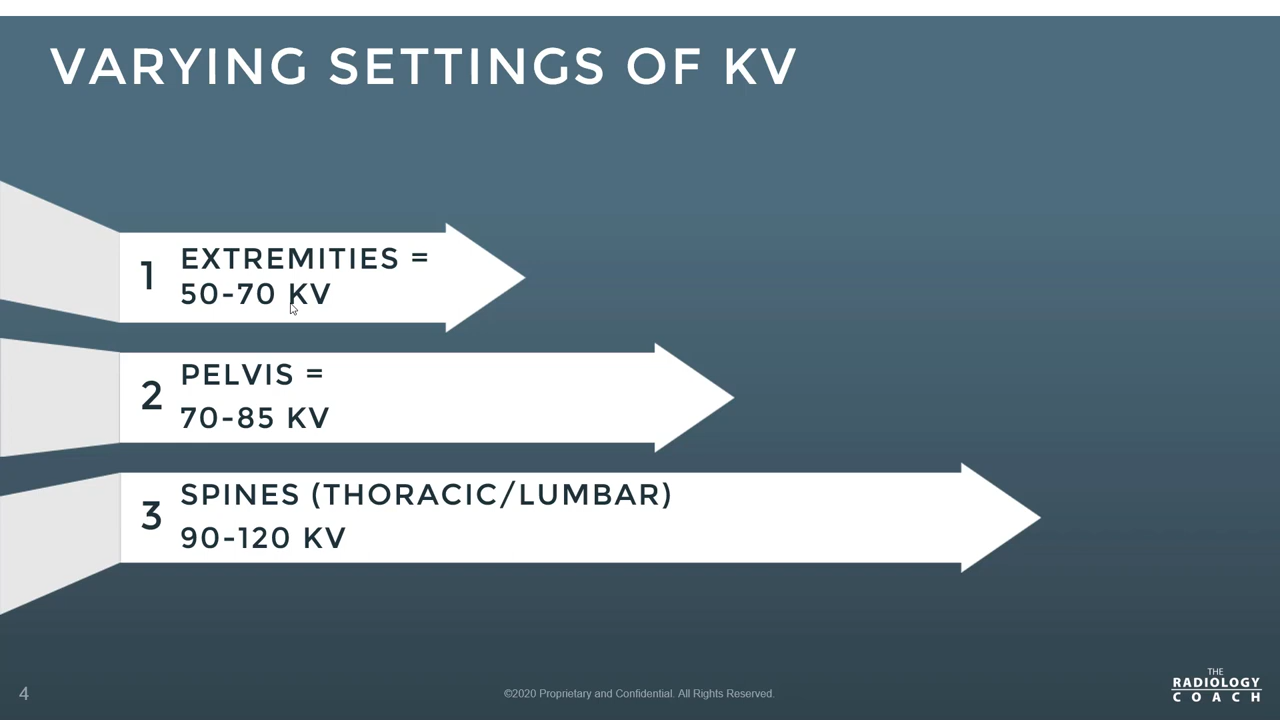 VARYING SETTINGS OF KV
1
EXTREMITIES =
50-70 KV
2
PELVIS =
70-85 KV
3
SPINES (THORACIC/LUMBAR)
90-120 KV
4
©2020 Proprietary and Confidential. All Rights Reserved.
THE
RADIOLOGY
COACH